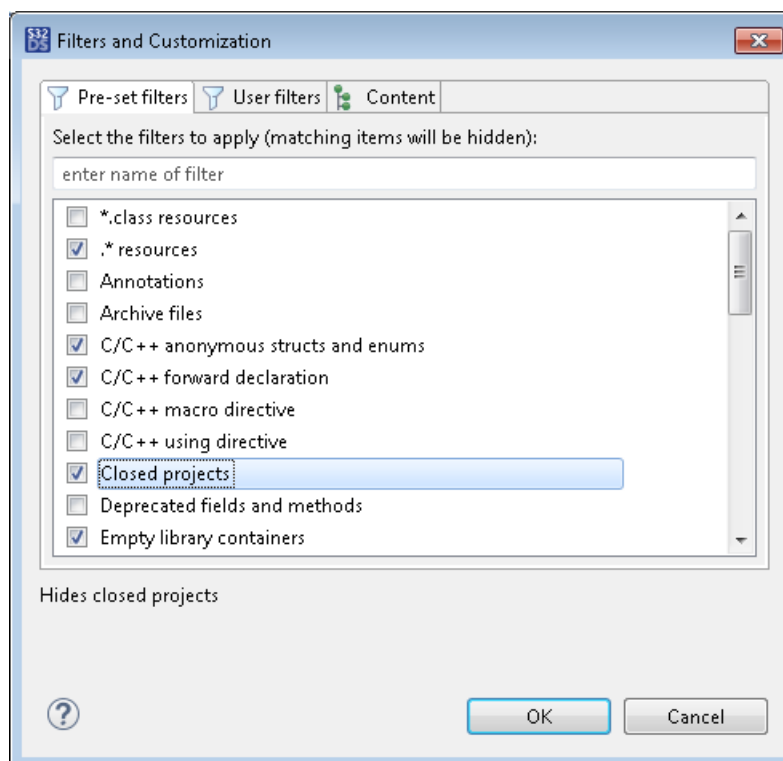 S32
DS
Filters and Customization
Pre-set filters User filters Content
Select the filters to apply (matching items will be hidden):
enter name of filter
*.class resources
.* resources
Annotations
Archive files
C/C++ anonymous structs and enums
C/C++ forward declaration
C/C++ macro directive
C/C++ using directive
Closed projects
Deprecated fields and methods
Empty library containers
Hides closed projects
?
OK Cancel